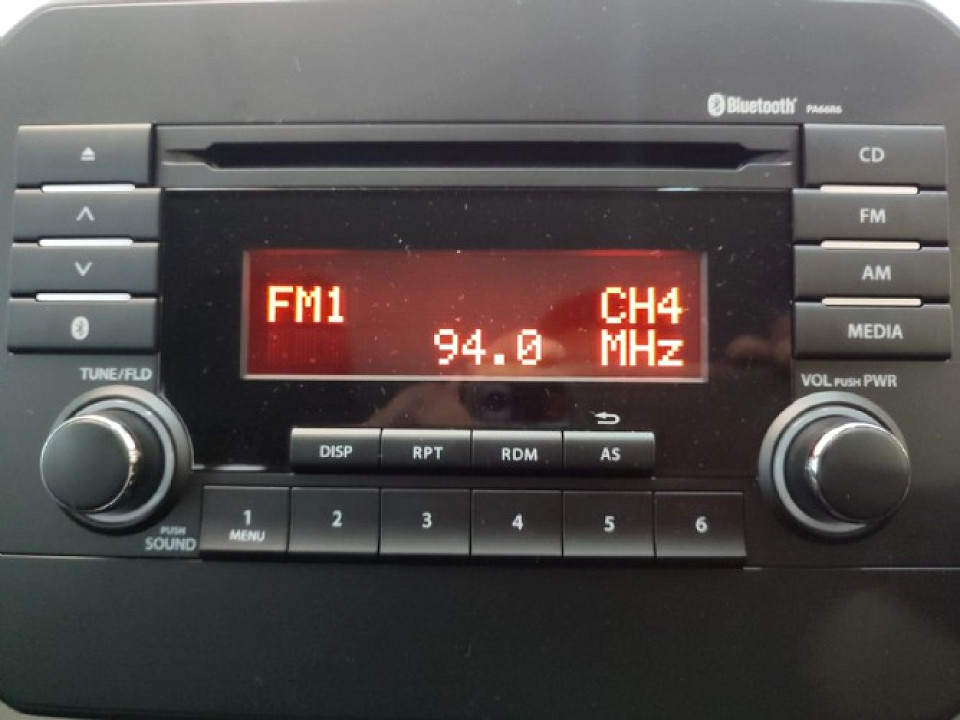 Bluetooth® PA66R6
CD
FM
AM
MEDIA
FM1 CH4
94.0 MHz
TUNE/FLD
VOL PUSH PWR
DISP RPT RDM AS
PUSH
SOUND
1 2 3 4 5 6
MENU